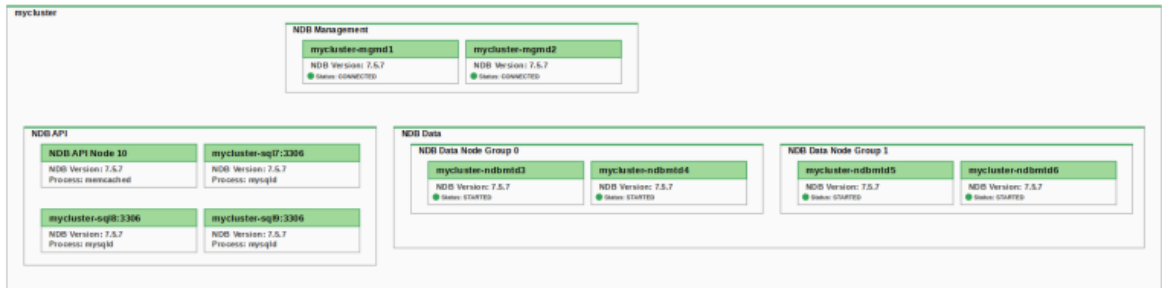 mycluster
NDB Management
mycluster-mgmd1
NDB Version: 7.5.7
Status: CONNECTED
mycluster-mgmd2
NDB Version: 7.5.7
Status: CONNECTED
NDB API
NDB API Node 10
NDB Version: 7.5.7
Process: memcached
mycluster-sql7:3306
NDB Version: 7.5.7
Process: mysqld
mycluster-sql8:3306
NDB Version: 7.5.7
Process: mysqld
mycluster-sql9:3306
NDB Version: 7.5.7
Process: mysqld
NDB Data
NDB Data Node Group 0
mycluster-ndbmtd3
NDB Version: 7.5.7
Status: STARTED
mycluster-ndbmtd4
NDB Version: 7.5.7
Status: STARTED
NDB Data Node Group 1
mycluster-ndbmtd5
NDB Version: 7.5.7
Status: STARTED
mycluster-ndbmtd6
NDB Version: 7.5.7
Status: STARTED